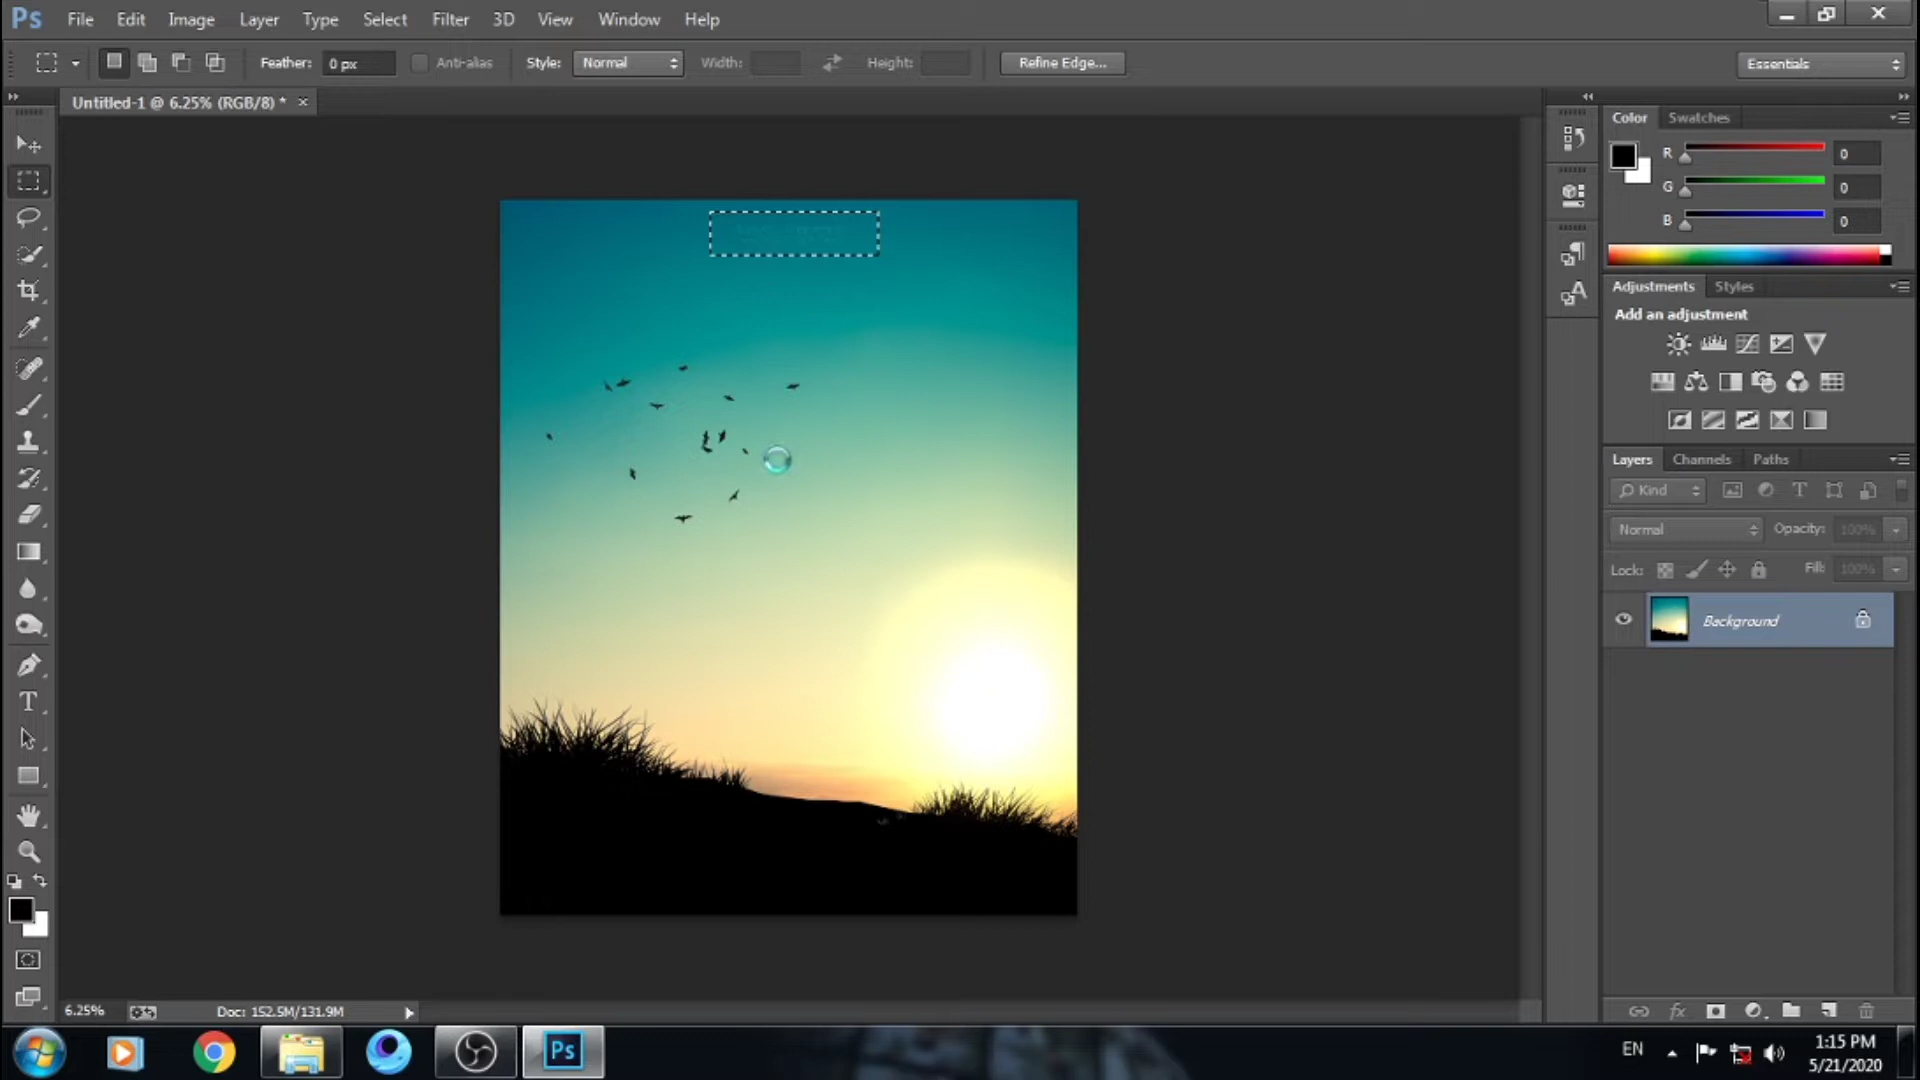 Ps File Edit Image Layer Type Select Filter 3D View Window Help
Feather: 0 px Anti-alias Style: Normal Width: Height: Refine Edge... Essentials
Untitled-1 @ 6.25% (RGB/8) * ×
Color Swatches
R 0
G 0
B 0
Adjustments Styles
Add an adjustment
Layers Channels Paths
Kind
Normal Opacity: 100%
Lock: Fill: 100%
Background
6.25% Doc: 152.5M/131.9M
Ps EN 1:15 PM
5/21/2020